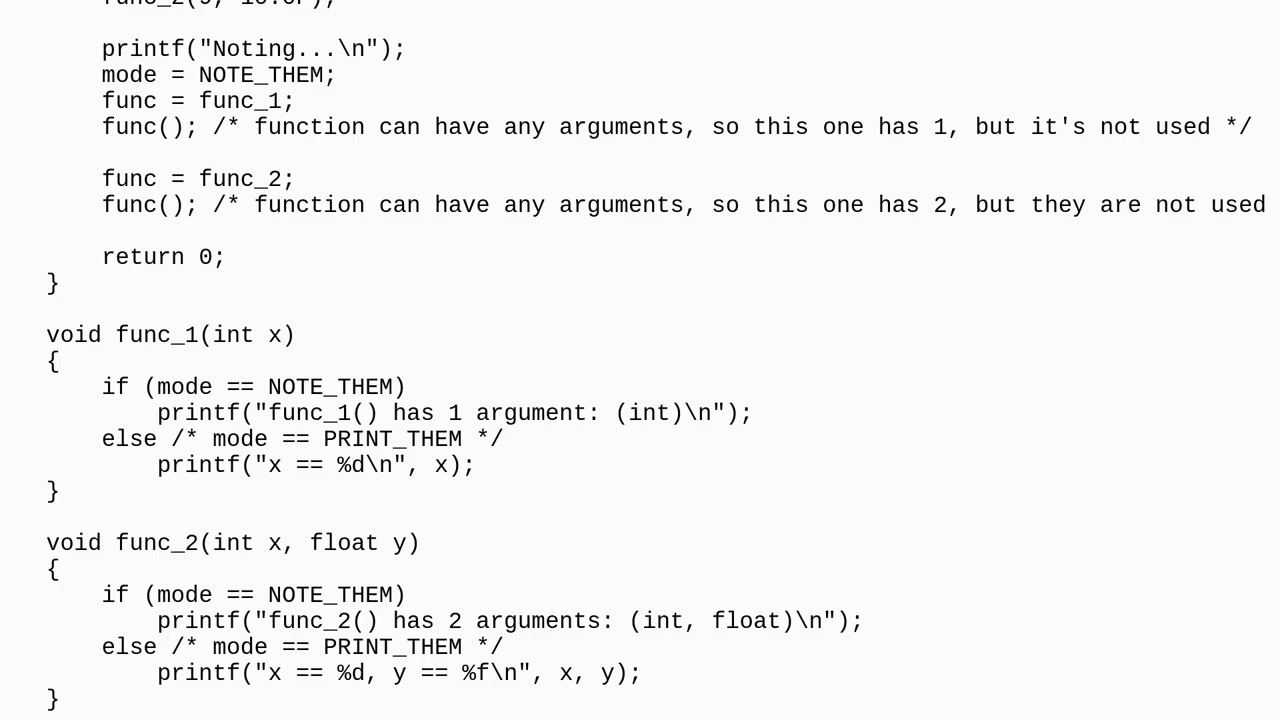 printf("Noting...\n");
mode = NOTE_THEM;
func = func_1;
func(); /* function can have any arguments, so this one has 1, but it's not used */
func = func_2;
func(); /* function can have any arguments, so this one has 2, but they are not used
return 0;
}
void func_1(int x)
{
if (mode == NOTE_THEM)
printf("func_1() has 1 argument: (int)\n");
else /* mode == PRINT_THEM */
printf("x == %d\n", x);
}
void func_2(int x, float y)
{
if (mode == NOTE_THEM)
printf("func_2() has 2 arguments: (int, float)\n");
else /* mode == PRINT_THEM */
printf("x == %d, y == %f\n", x, y);
}